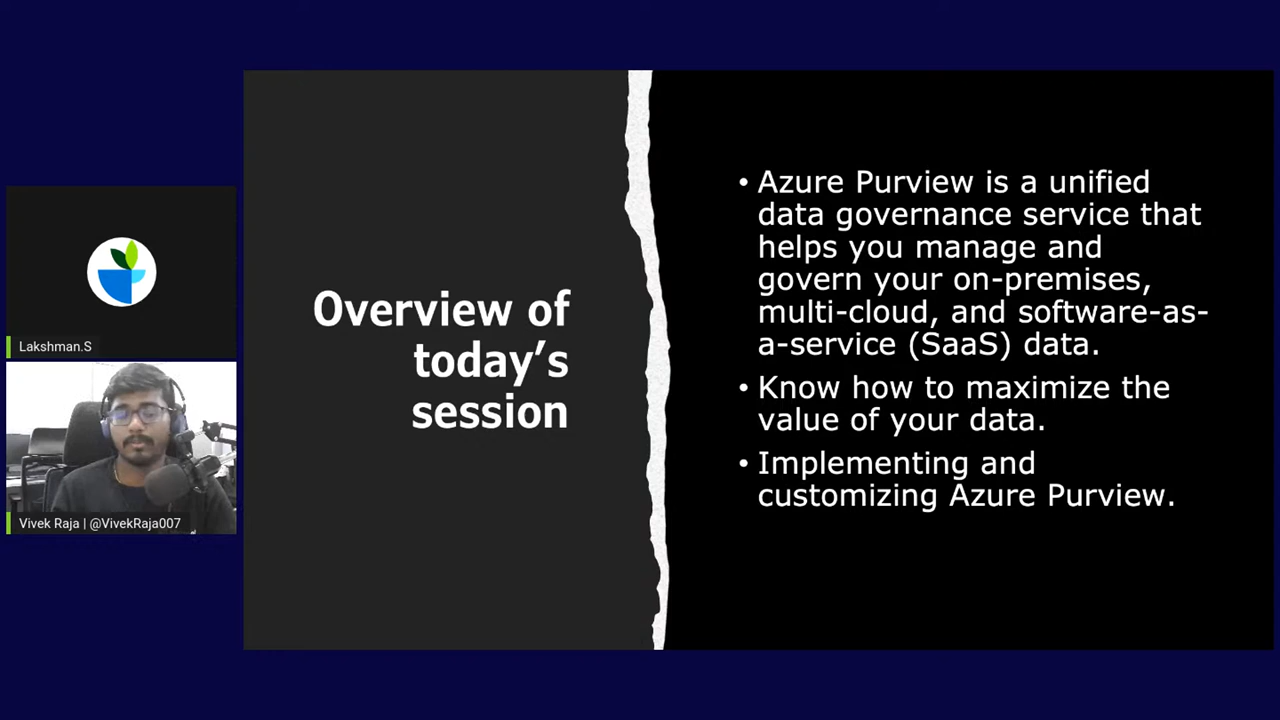 Lakshman.S
Vivek Raja | @VivekRaja007
Overview of
today’s
session
• Azure Purview is a unified
data governance service that
helps you manage and
govern your on-premises,
multi-cloud, and software-as-
a-service (SaaS) data.
• Know how to maximize the
value of your data.
• Implementing and
customizing Azure Purview.